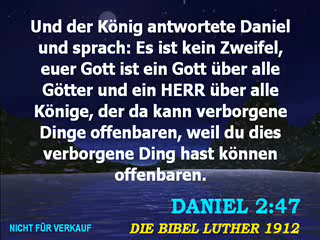 Und der König antwortete Daniel
und sprach: Es ist kein Zweifel,
euer Gott ist ein Gott über alle
Götter und ein HERR über alle
Könige, der da kann verborgene
Dinge offenbaren, weil du dies
verborgene Ding hast können
offenbaren.
DANIEL 2:47
NICHT FÜR VERKAUF
DIE BIBEL LUTHER 1912